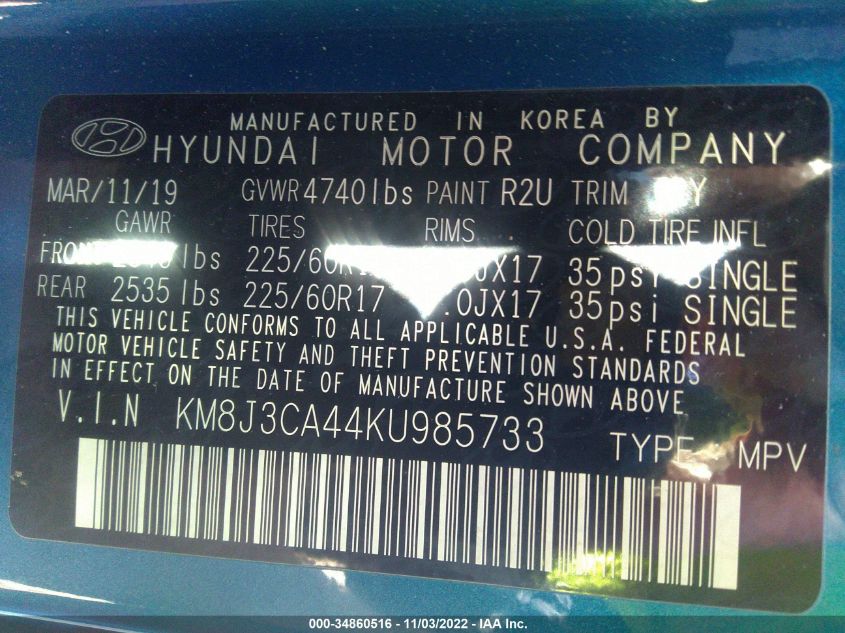 MANUFACTURED IN KOREA BY
HYUNDAI MOTOR COMPANY
MAR/11/19 GVWR 4740lbs PAINT R2U TRIM
GAWR TIRES RIMS COLD TIRE INFL
FRONT lbs 35psi SINGLE
REAR 2535lbs 225/60R17 .0JX17 35psi SINGLE
THIS VEHICLE CONFORMS TO ALL APPLICABLE U.S.A. FEDERAL
MOTOR VEHICLE SAFETY AND THEFT PREVENTION STANDARDS
IN EFFECT ON THE DATE OF MANUFACTURE SHOWN ABOVE
V.I.N KM8J3CA44KU985733 TYPE MPV
000-34860516 - 11/03/2022 - IAA Inc.